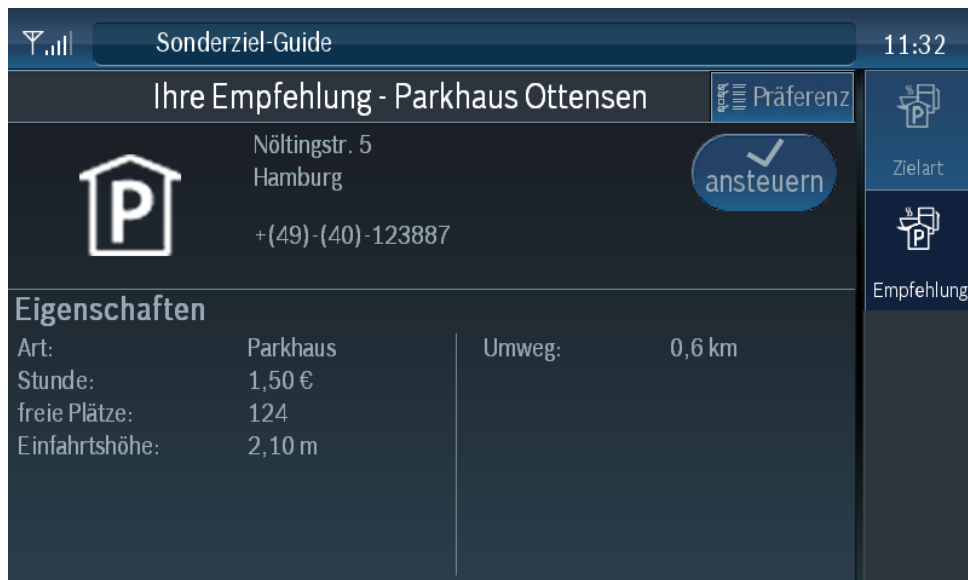 Sonderziel-Guide
11:32
Ihre Empfehlung - Parkhaus Ottensen
Präferenz
P
Zielart
Nöltingstr. 5
Hamburg
ansteuern
P
+(49)-(40)-123887
P
Empfehlung
Eigenschaften
Art: Parkhaus Umweg: 0,6 km
Stunde: 1,50 €
freie Plätze: 124
Einfahrtshöhe: 2,10 m